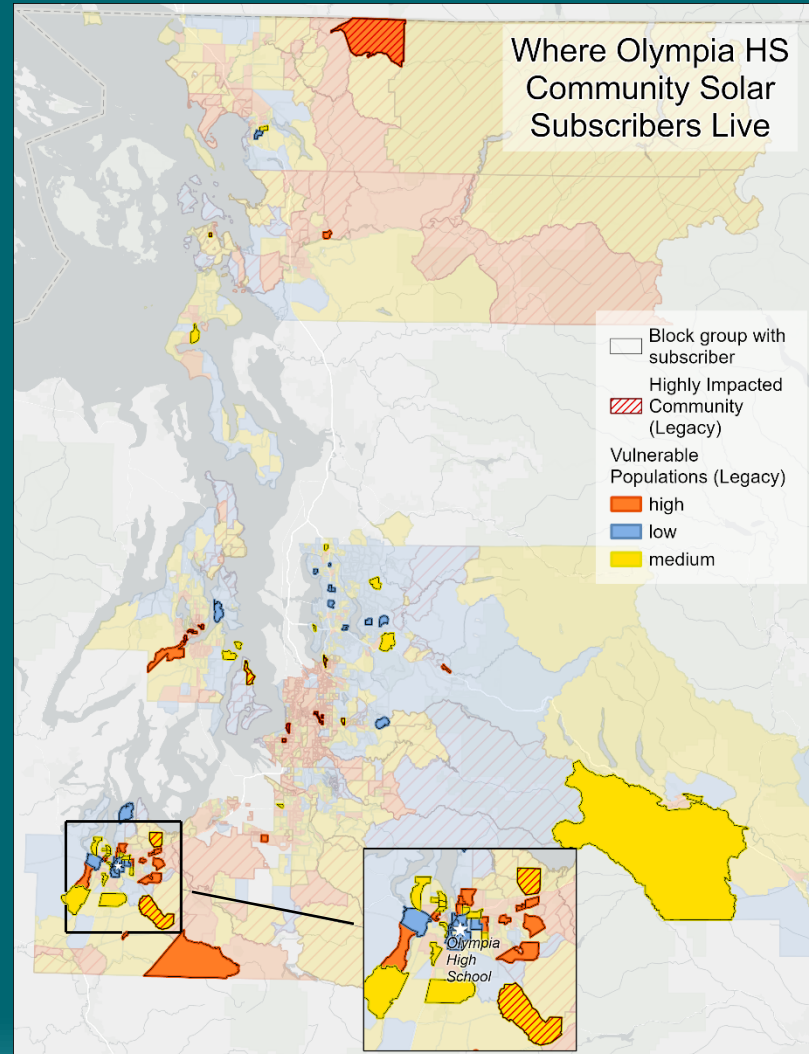 Where Olympia HS
Community Solar
Subscribers Live
Block group with
subscriber
Highly Impacted
Community
(Legacy)
Vulnerable
Populations (Legacy)
high
low
medium
Olympia
High
School